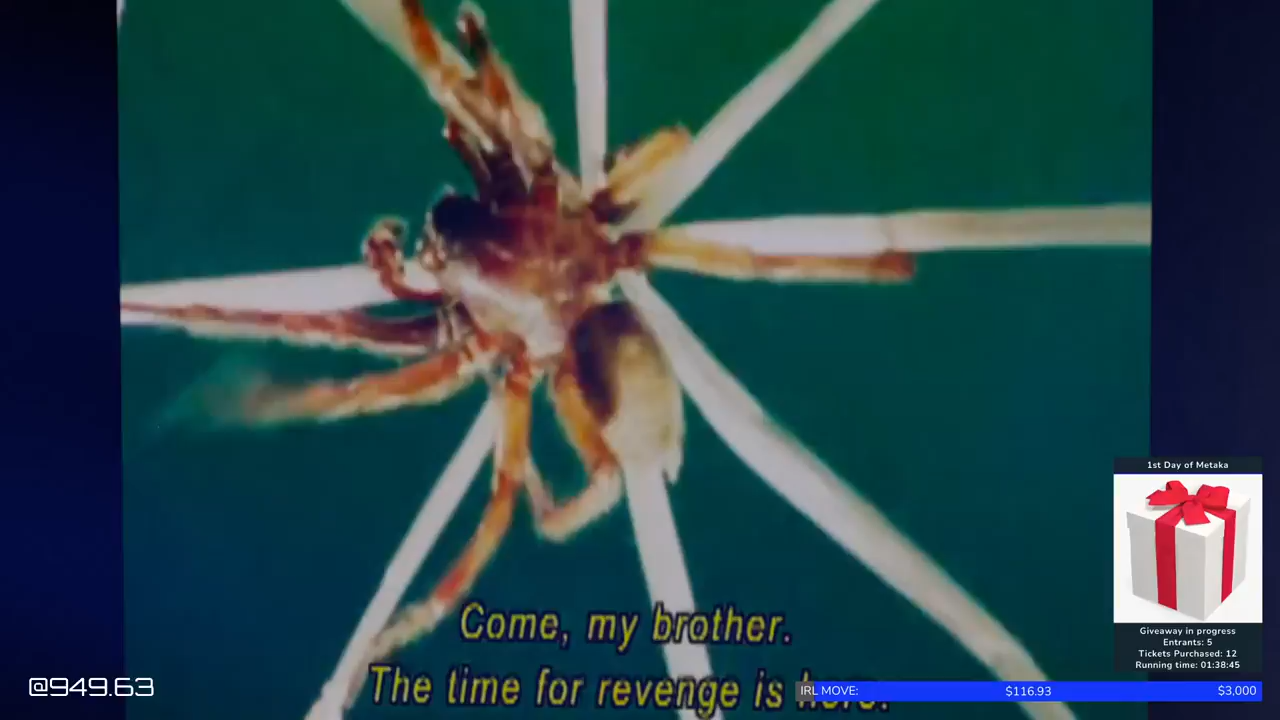 1st Day of Metaka
Giveaway in progress
Entrants: 5
Tickets Purchased: 12
Running time: 01:38:45
Come, my brother.
The time for revenge is here.
@949.63
IRL MOVE:
$116.93
$3,000